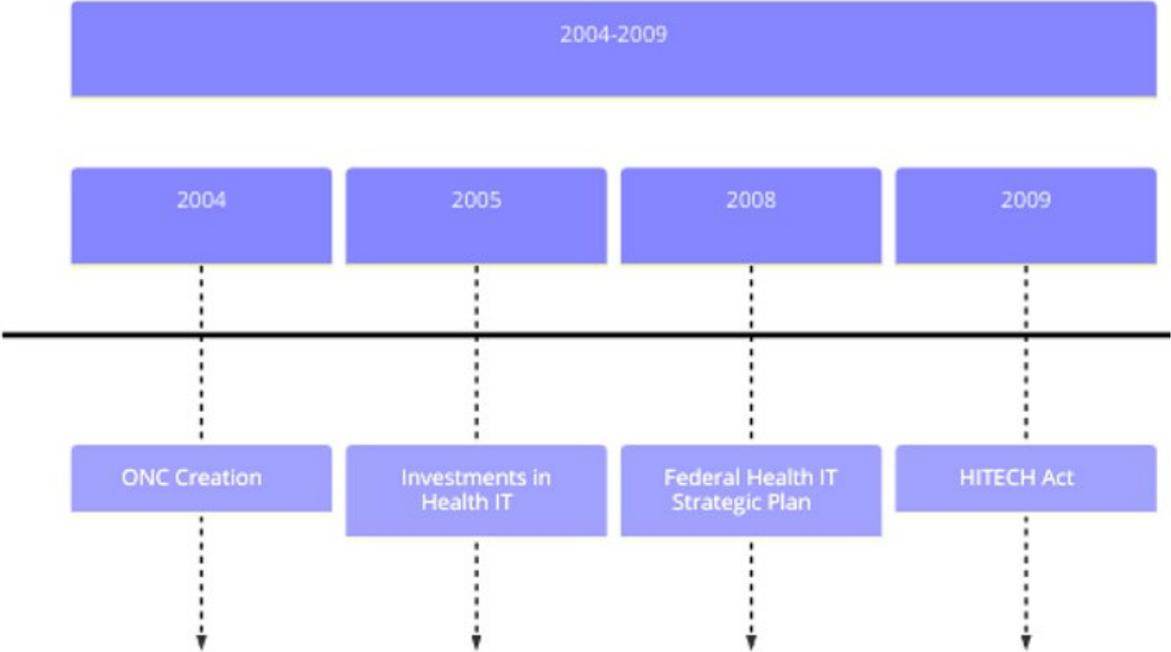 2004-2009
2004
2005
2008
2009
ONC Creation
Investments in
Health IT
Federal Health IT
Strategic Plan
HITECH Act